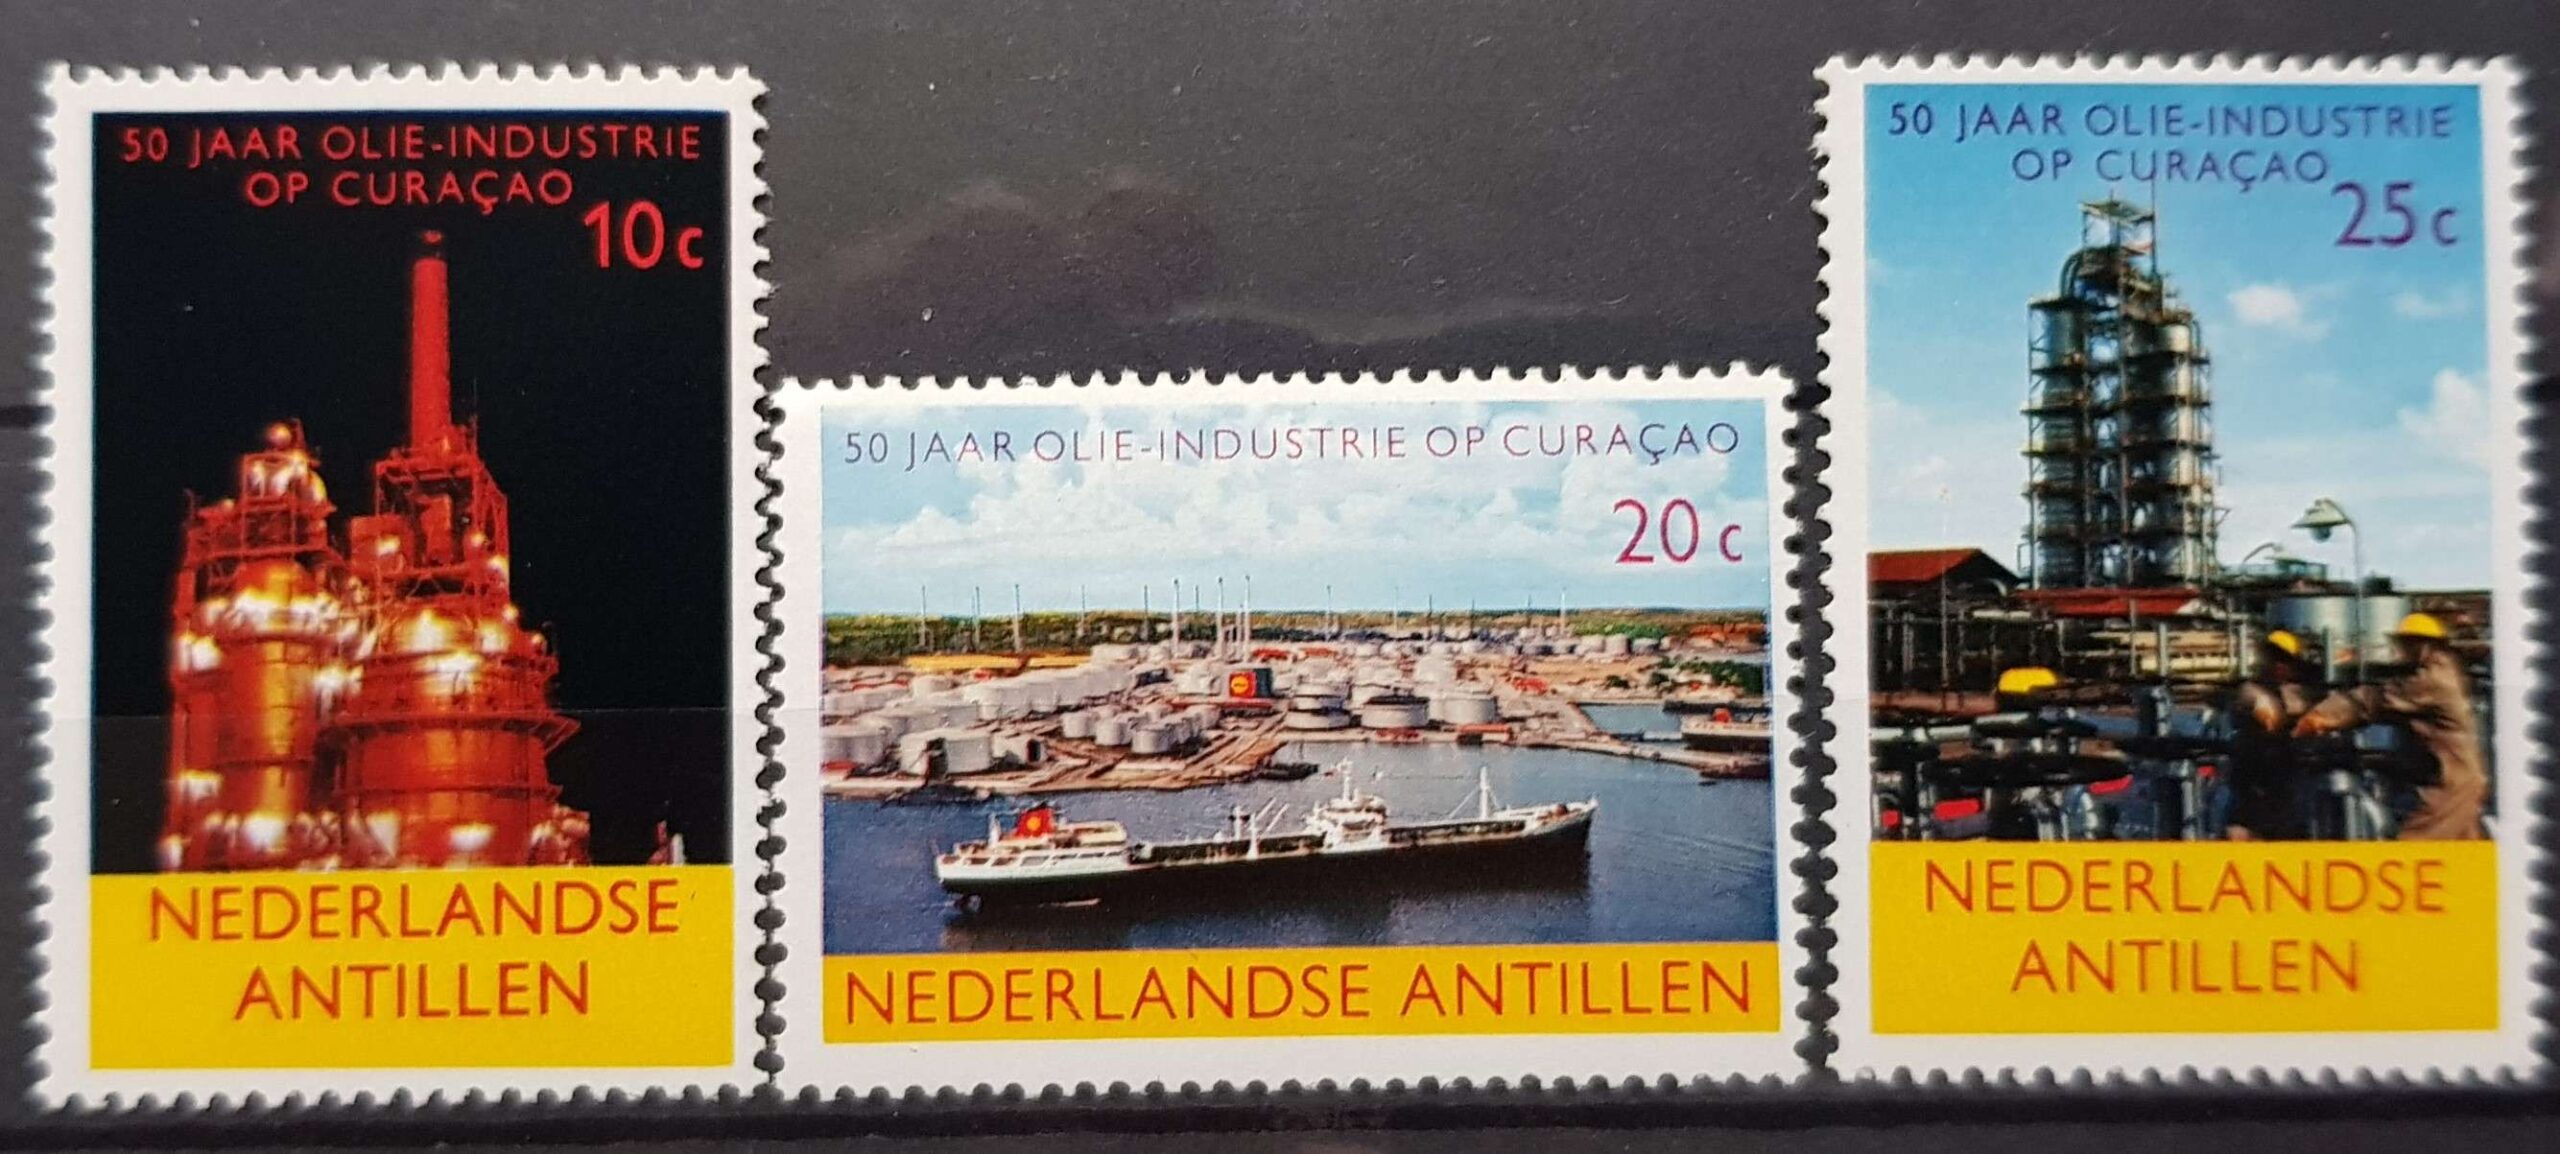 50 JAAR OLIE-INDUSTRIE
OP CURAÇAO
10c
NEDERLANDSE
ANTILLEN
50 JAAR OLIE-INDUSTRIE OP CURAÇAO
20c
NEDERLANDSE ANTILLEN
50 JAAR OLIE-INDUSTRIE
OP CURAÇAO
25c
NEDERLANDSE
ANTILLEN